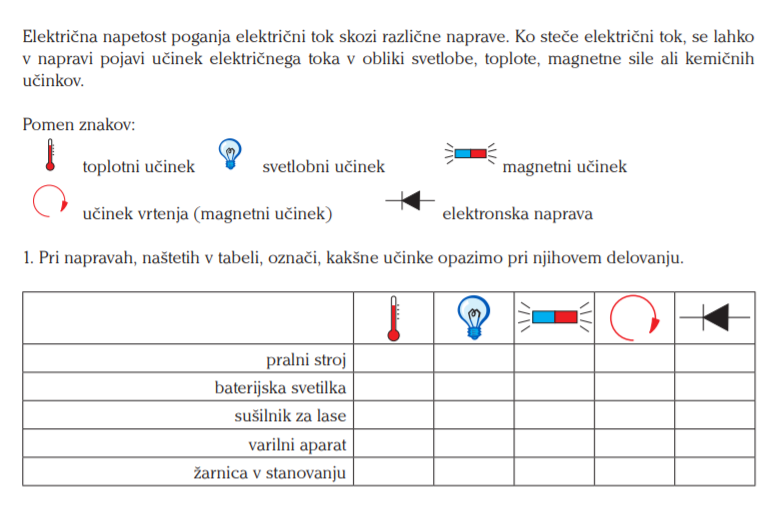 Električna napetost poganja električni tok skozi različne naprave. Ko steče električni tok, se lahko
v napravi pojavi učinek električnega toka v obliki svetlobe, toplote, magnetne sile ali kemičnih
učinkov.
Pomen znakov:
toplotni učinek svetlobni učinek magnetni učinek
učinek vrtenja (magnetni učinek) elektronska naprava
1. Pri napravah, naštetih v tabeli, označi, kakšne učinke opazimo pri njihovem delovanju.
pralni stroj
baterijska svetilka
sušilnik za lase
varilni aparat
žarnica v stanovanju